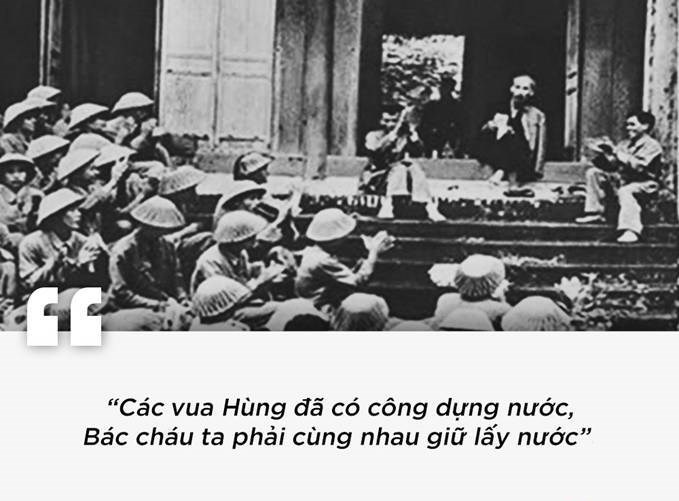 “Các vua Hùng đã có công dựng nước,
Bác cháu ta phải cùng nhau giữ lấy nước”